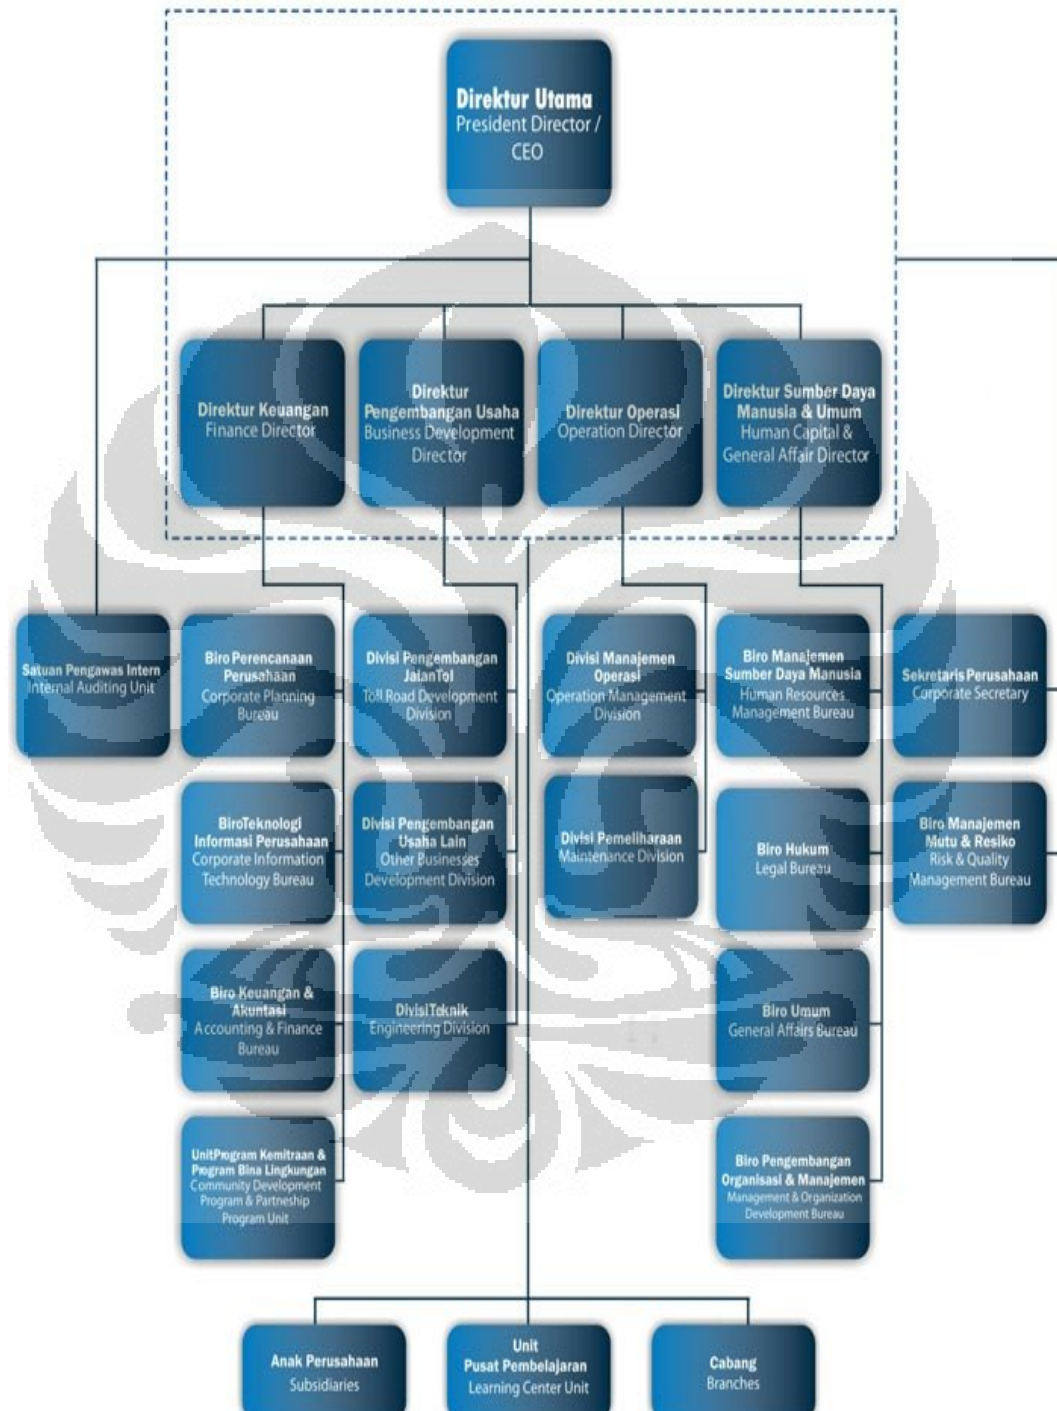 Direktur Utama
President Director /
CEO
Direktur Keuangan
Finance Director
Direktur
Pengembangan Usaha
Business Development
Director
Direktur Operasi
Operation Director
Direktur Sumber Daya
Manusia & Umum
Human Capital &
General Affair Director
Satuan Pengawas Intern
Internal Auditing Unit
Biro Perencanaan
Perusahaan
Corporate Planning
Bureau
Divisi Pengembangan
JalanTol
Toll Road Development
Division
Divisi Manajemen
Operasi
Operation Management
Division
Biro Manajemen
Sumber Daya Manusia
Human Resources
Management Bureau
Sekretaris Perusahaan
Corporate Secretary
BiroTeknologi
Informasi Perusahaan
Corporate Information
Technology Bureau
Divisi Pengembangan
Usaha Lain
Other Businesses
Development Division
Divisi Pemeliharaan
Maintenance Division
Biro Hukum
Legal Bureau
Biro Manajemen
Mutu & Resiko
Risk & Quality
Management Bureau
Biro Keuangan &
Akuntasi
Accounting & Finance
Bureau
DivisiTeknik
Engineering Division
Biro Umum
General Affairs Bureau
UnitProgram Kemitraan &
Program Bina Lingkungan
Community Development
Program & Partneship
Program Unit
Biro Pengembangan
Organisasi & Manajemen
Management & Organization
Development Bureau
Anak Perusahaan
Subsidiaries
Unit
Pusat Pembelajaran
Learning Center Unit
Cabang
Branches